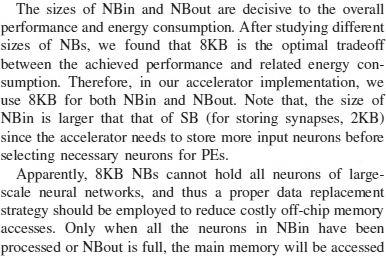 The sizes of NBin and NBout are decisive to the overall
performance and energy consumption. After studying different
sizes of NBs, we found that 8KB is the optimal tradeoff
between the achieved performance and related energy con-
sumption. Therefore, in our accelerator implementation, we
use 8KB for both NBin and NBout. Note that, the size of
NBin is larger that that of SB (for storing synapses, 2KB)
since the accelerator needs to store more input neurons before
selecting necessary neurons for PEs.
Apparently, 8KB NBs cannot hold all neurons of large-
scale neural networks, and thus a proper data replacement
strategy should be employed to reduce costly off-chip memory
accesses. Only when all the neurons in NBin have been
processed or NBout is full, the main memory will be accessed